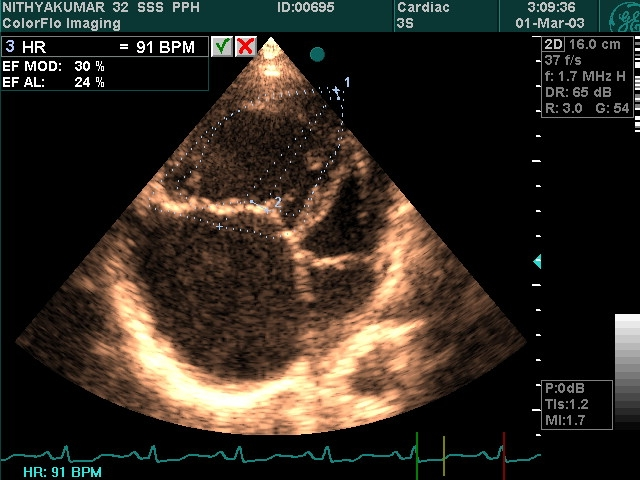 NITHYAKUMAR 32 SSS PPH ID:00695 Cardiac 3:09:36
ColorFlo Imaging 3S 01-Mar-03
3 HR = 91 BPM
EF MOD: 30 %
EF AL: 24 %
2D 16.0 cm
37 f/s
f: 1.7 MHz H
DR: 65 dB
R: 3.0 G: 54
1
2
P:0dB
TIs:1.2
MI:1.7
HR: 91 BPM